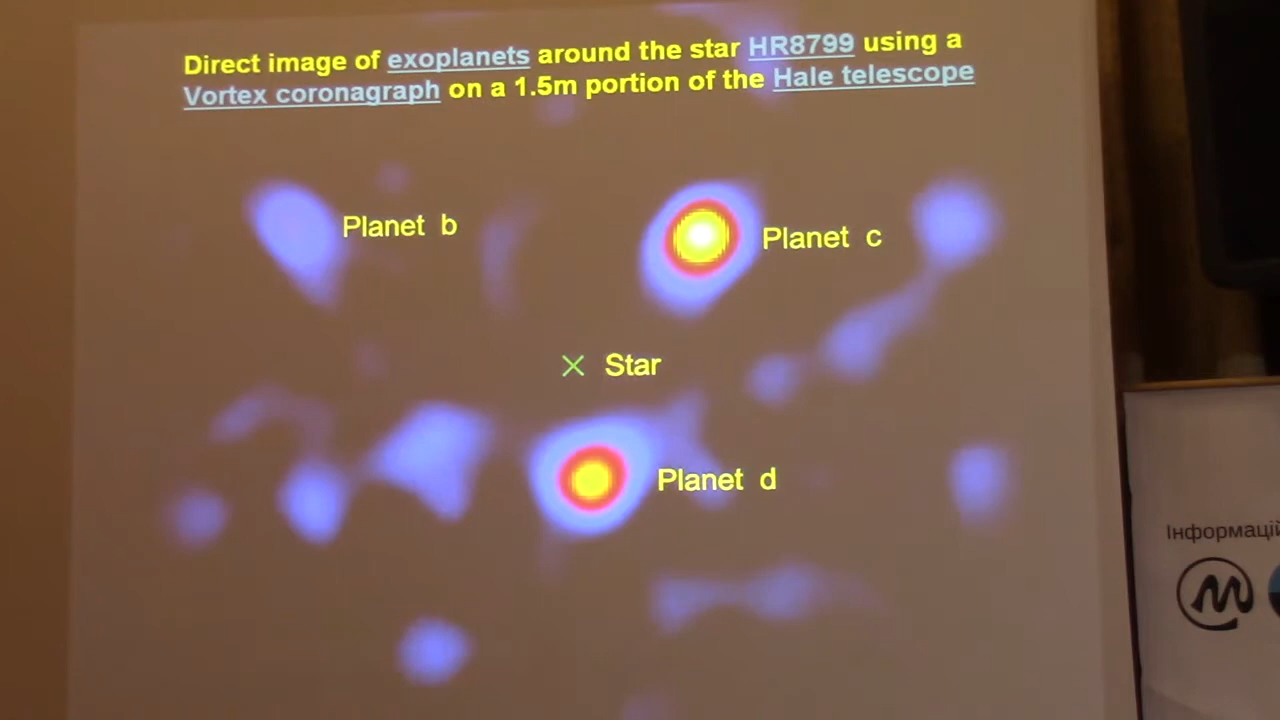 Direct image of exoplanets around the star HR8799 using a
Vortex coronagraph on a 1.5m portion of the Hale telescope
Planet b
Planet c
Star
Planet d
Інформацій